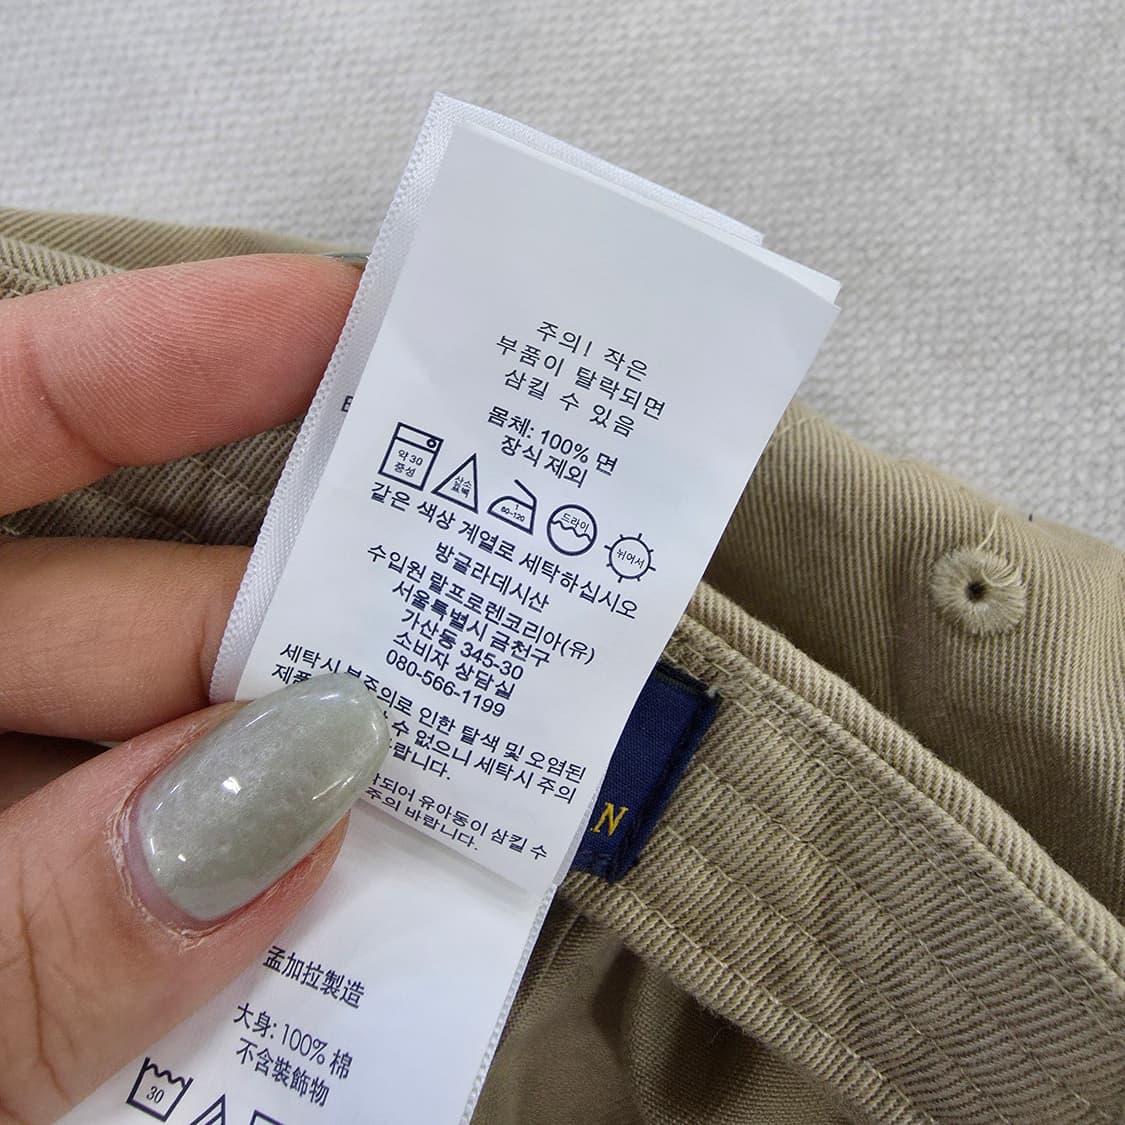 주의! 작은
부품이 탈락되면
삼킬 수 있음
몸체: 100% 면
장식제외
약 30
중성
산소
표백
1
80~120
드라이
뉘어서
같은 색상 계열로 세탁하십시오
방글라데시산
수입원 랄프로렌코리아(유)
서울특별시 금천구
가산동 345-30
소비자 상담실
080-566-1199
세탁시 부주의로 인한 탈색 및 오염된
수 없으니 세탁시 주의
유아동이 삼킬 수
주의 바랍니다.
孟加拉製造
大身: 100% 棉
不含裝飾物
30